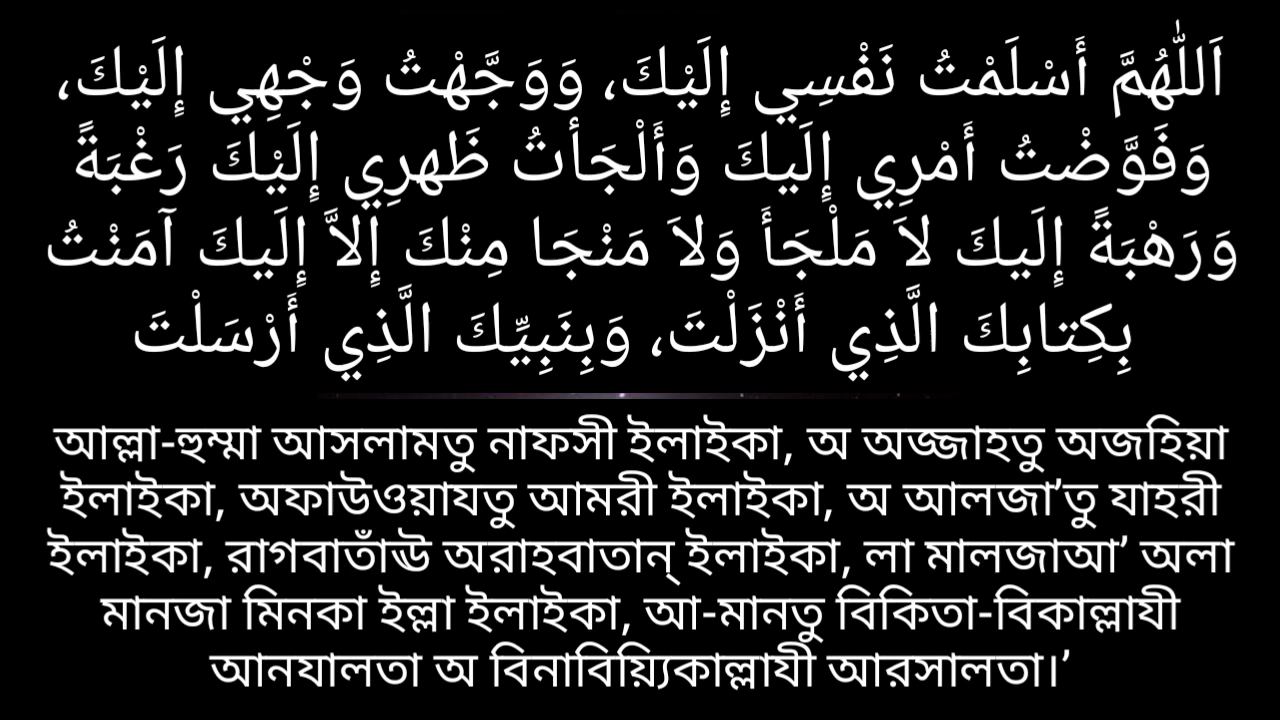 اَللّٰهُمَّ أَسْلَمْتُ نَفْسِي إِلَيْكَ، وَوَجَّهْتُ وَجْهِي إِلَيْكَ،
وَفَوَّضْتُ أَمْرِي إِلَيكَ وَأَلْجَأتُ ظَهرِي إِلَيْكَ رَغْبَةً
وَرَهْبَةً إِلَيكَ لاَ مَلْجَأَ وَلاَ مَنْجَا مِنْكَ إِلاَّ إِلَيكَ آمَنْتُ
بِكِتابِكَ الَّذِي أَنْزَلْتَ، وَبِنَبِيِّكَ الَّذِي أَرْسَلْتَ
আল্লা-হুম্মা আসলামতু নাফসী ইলাইকা, অ অজ্জাহতু অজহিয়া
ইলাইকা, অফাউওয়াযতু আমরী ইলাইকা, অ আলজা’তু যাহরী
ইলাইকা, রাগবাতাঁঊ অরাহবাতান্ ইলাইকা, লা মালজাআ’ অলা
মানজা মিনকা ইল্লা ইলাইকা, আ-মানতু বিকিতা-বিকাল্লাযী
আনযালতা অ বিনাবিয়্যিকাল্লাযী আরসালতা।’